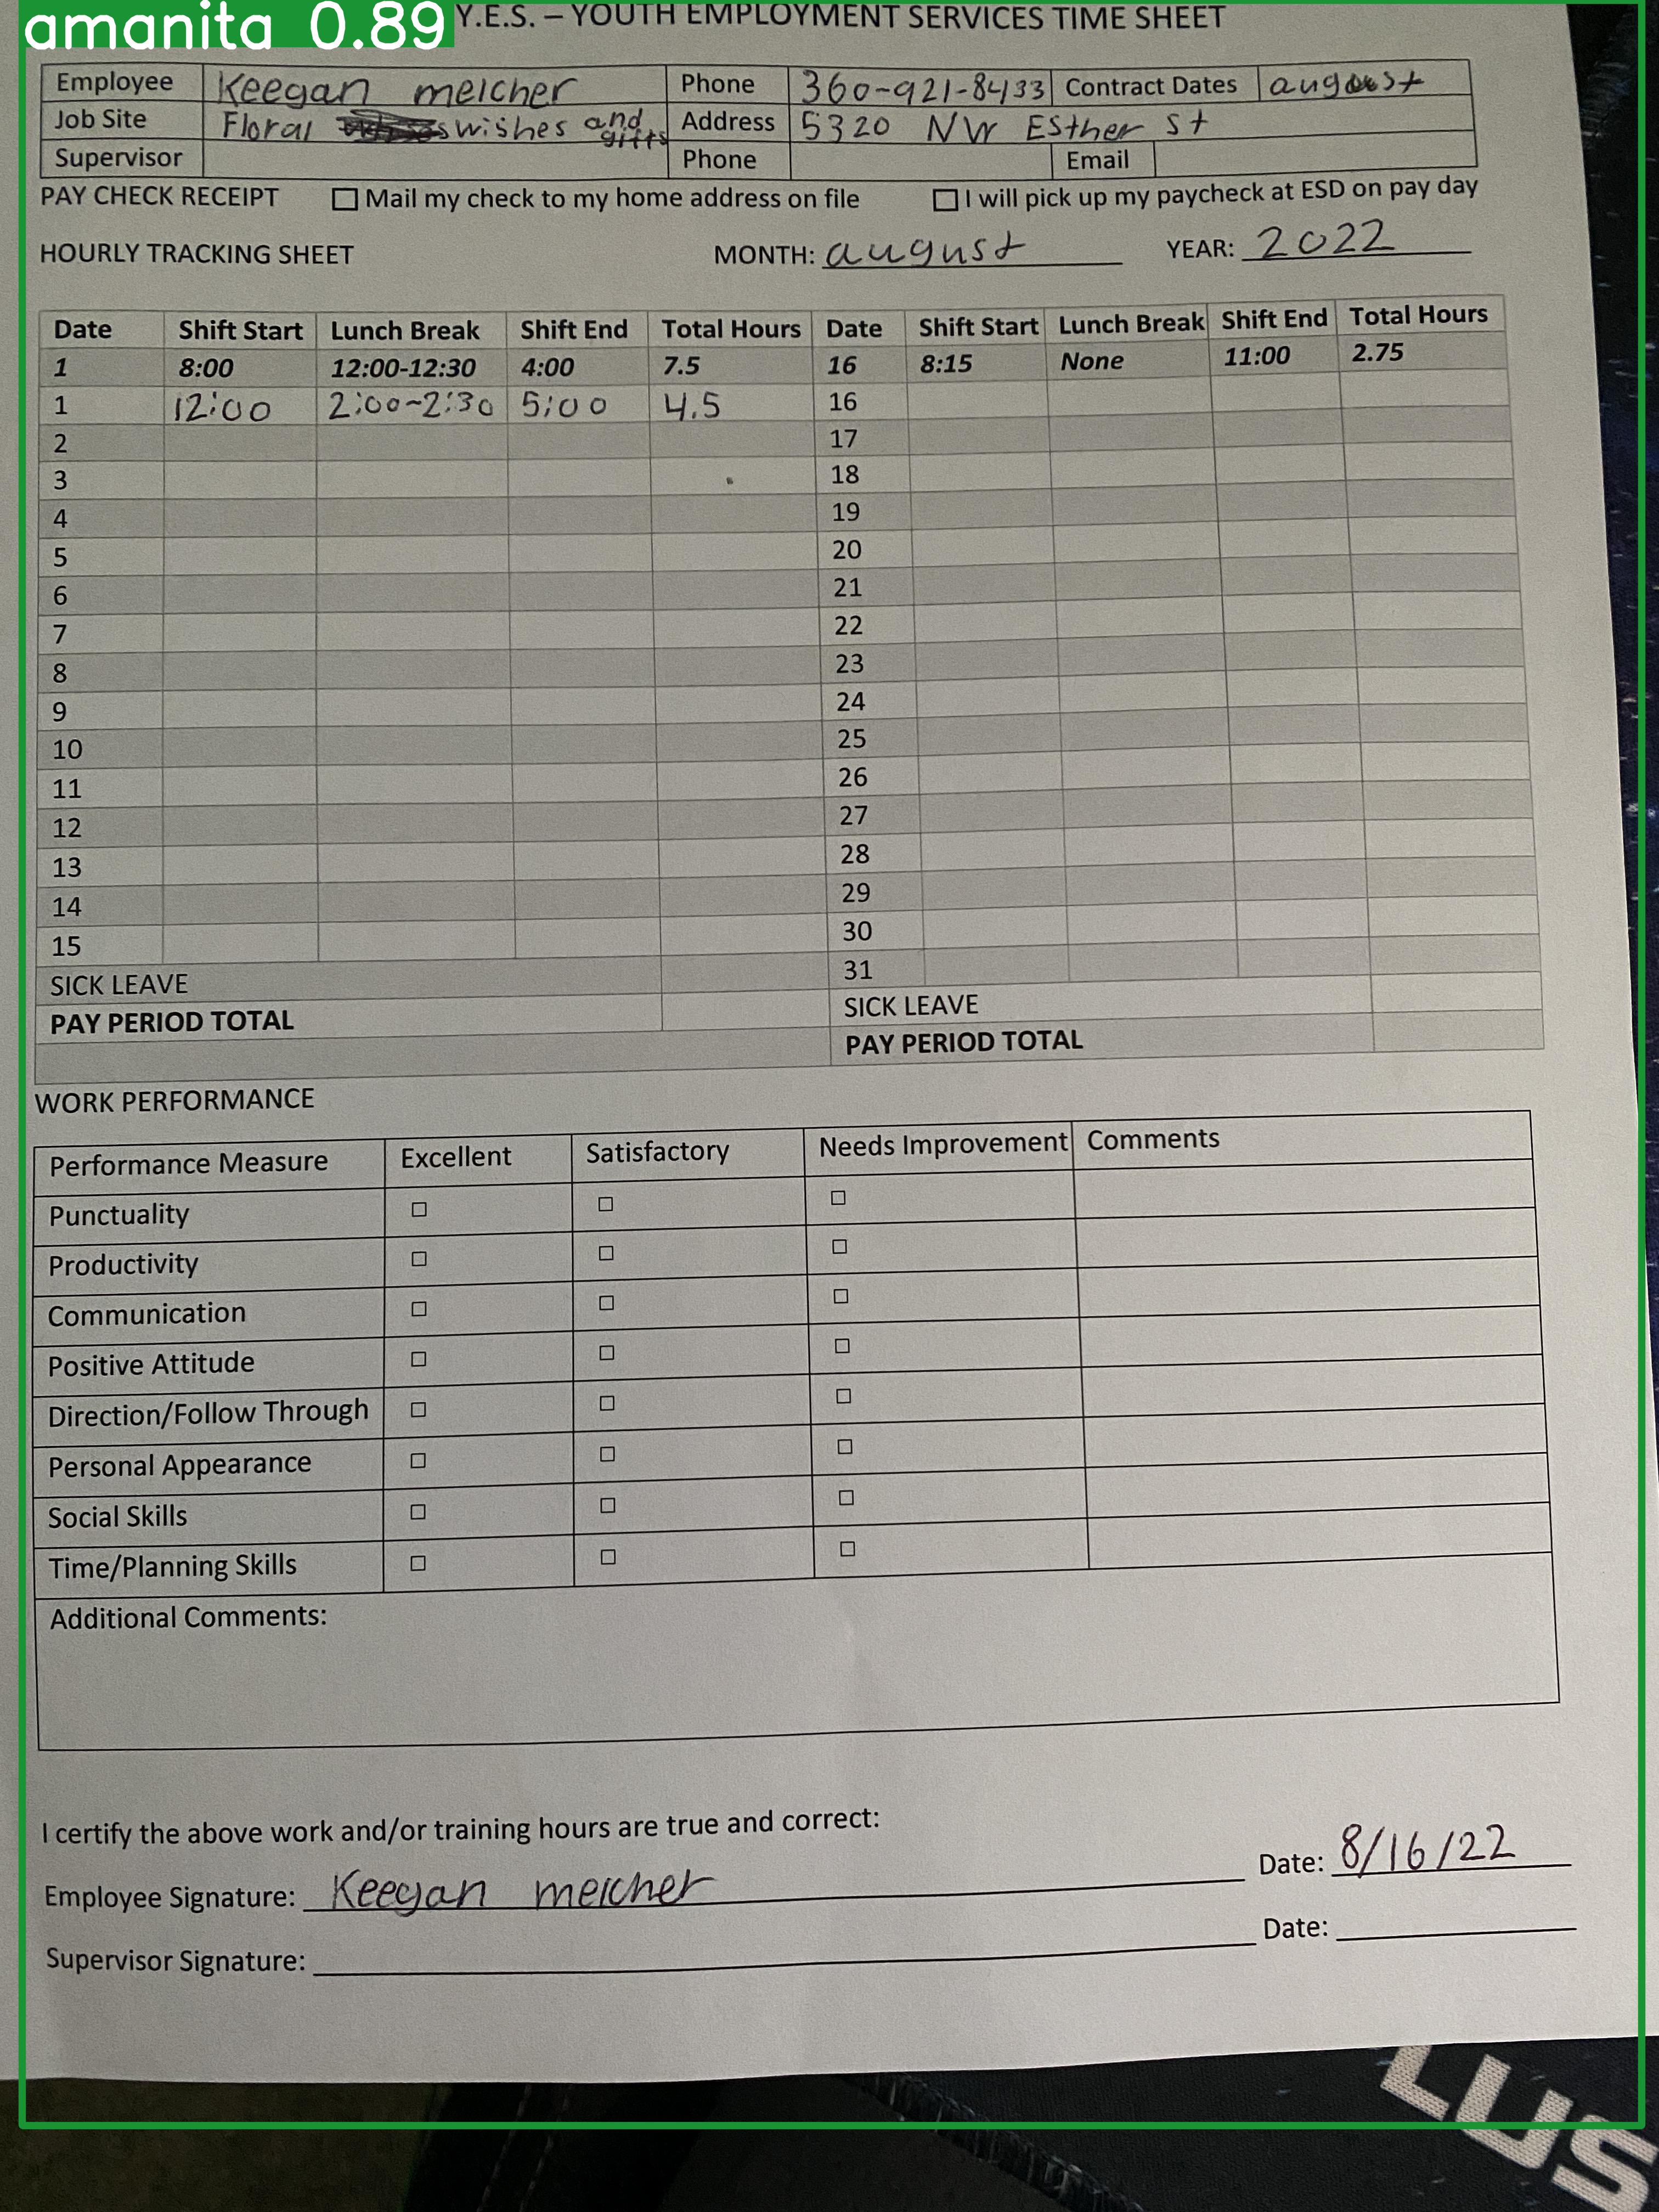 amanita 0.89
Y.E.S. – YOUTH EMPLOYMENT SERVICES TIME SHEET
Employee Keegan melcher Phone 360-921-8433 Contract Dates august
Job Site Floral swishes and gifts Address 5320 NW Esther st
Supervisor Phone Email
PAY CHECK RECEIPT ☐ Mail my check to my home address on file ☐ I will pick up my paycheck at ESD on pay day
HOURLY TRACKING SHEET MONTH: august YEAR: 2022
Date Shift Start Lunch Break Shift End Total Hours Date Shift Start Lunch Break Shift End Total Hours
1 8:00 12:00-12:30 4:00 7.5 16 8:15 None 11:00 2.75
1 12:00 2:00~2:30 5:00 4.5 16
2 17
3 18
4 19
5 20
6 21
7 22
8 23
9 24
10 25
11 26
12 27
13 28
14 29
15 30
SICK LEAVE 31
PAY PERIOD TOTAL SICK LEAVE
PAY PERIOD TOTAL
WORK PERFORMANCE
Performance Measure Excellent Satisfactory Needs Improvement Comments
Punctuality ☐ ☐ ☐
Productivity ☐ ☐ ☐
Communication ☐ ☐ ☐
Positive Attitude ☐ ☐ ☐
Direction/Follow Through ☐ ☐ ☐
Personal Appearance ☐ ☐ ☐
Social Skills ☐ ☐ ☐
Time/Planning Skills ☐ ☐ ☐
Additional Comments:
I certify the above work and/or training hours are true and correct:
Employee Signature: Keegan melcher Date: 8/16/22
Supervisor Signature: Date:
LUS